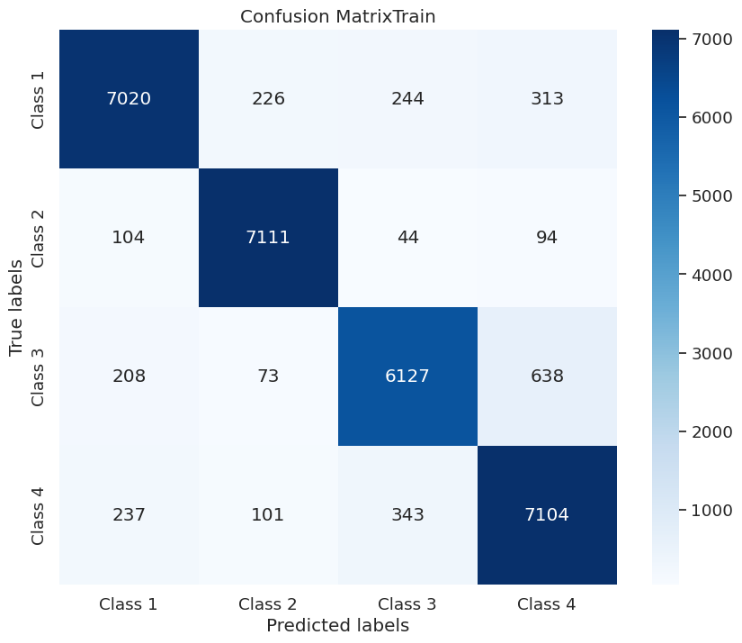 Confusion MatrixTrain
Class 1 7020 226 244 313
Class 2 104 7111 44 94
Class 3 208 73 6127 638
Class 4 237 101 343 7104
Class 1 Class 2 Class 3 Class 4
Predicted labels
True labels
7000
6000
5000
4000
3000
2000
1000